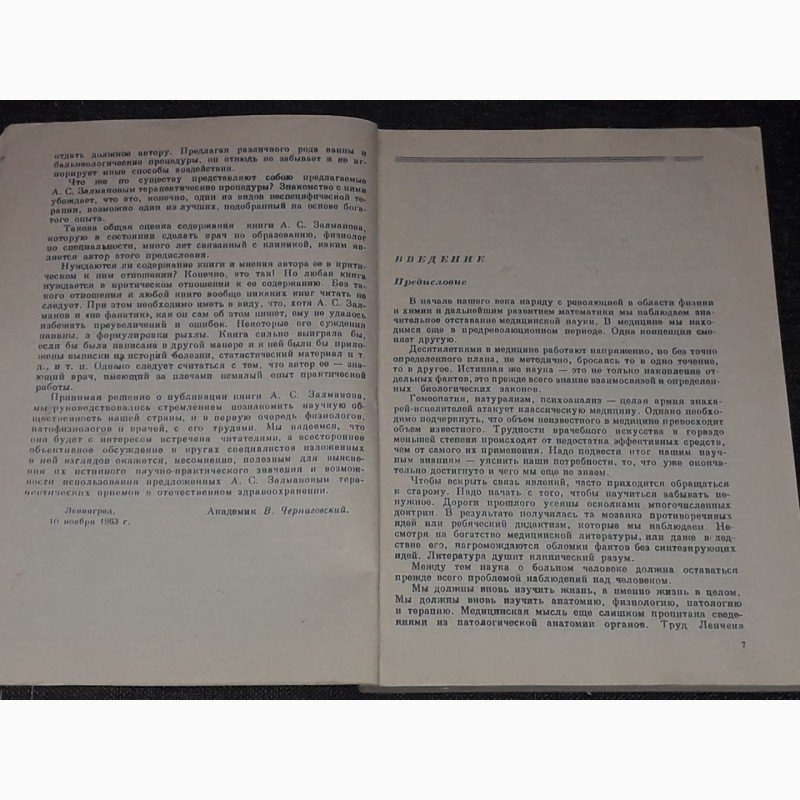 отдать должное автору. Предлагая различного рода ванны и
бальнеологические процедуры, он отнюдь не забывает и не иг-
норирует иные способы воздействия.
Что же по существу представляют собою предлагаемые
А. С. Залмановым терапевтические процедуры? Знакомство с ними
убеждает, что это, конечно, один из видов неспецифической те-
рапии, возможно один из лучших, подобранный на основе бога-
того опыта.
Такова общая оценка содержания книги А. С. Залманова,
которую в состоянии сделать врач по образованию, физиолог
по специальности, много лет связанный с клиникой, каким яв-
ляется автор этого предисловия.
Нуждаются ли содержание книги и мнения автора ее в крити-
ческом к ним отношении? Конечно, это так! Но любая книга
нуждается в критическом отношении к ее содержанию. Без та-
кого отношения к любой книге вообще никаких книг читать не
следует. При этом необходимо иметь в виду, что, хотя А. С. Зал-
манов и «не фанатик», как он сам об этом пишет, ему не удалось
избежать преувеличений и ошибок. Некоторые его суждения
наивны, а формулировки рыхлы. Книга сильно выиграла бы,
если бы была написана в другой манере и к ней были бы прило-
жены выписки из историй болезни, статистический материал и т.
д., и т. п. Однако следует считаться с тем, что автор ее — зна-
ющий врач, имеющий за плечами немалый опыт практической
работы.
Принимая решение о публикации книги А. С. Залманова,
мы руководствовались стремлением познакомить научную об-
щественность нашей страны, и в первую очередь физиологов,
патофизиологов и врачей, с его трудами. Мы надеемся, что
она будет с интересом встречена читателями, а всестороннее
объективное обсуждение в кругах специалистов изложенных
в ней взглядов окажется, несомненно, полезным для выясне-
ния их истинного научно-практического значения и возмож-
ности использования предложенных А. С. Залмановым тера-
певтических приемов в отечественном здравоохранении.
Ленинград. Академик В. Черниговский.
10 ноября 1963 г.
ВВЕДЕНИЕ
Предисловие
В начале нашего века наряду с революцией в области физики
и химии и дальнейшим развитием математики мы наблюдаем зна-
чительное отставание медицинской науки. В медицине мы на-
ходимся еще в предреволюционном периоде. Одна концепция сме-
няет другую.
Десятилетиями в медицине работают напряженно, но без точно
определенного плана, не методично, бросаясь то в одно течение,
то в другое. Истинная же наука — это не только накопление от-
дельных фактов, это прежде всего знание взаимосвязей и определен-
ных биологических законов.
Гомеопатия, натуризм, психоанализ — целая армия знаха-
рей-исцелителей атакует классическую медицину. Однако необхо-
димо подчеркнуть, что объем неизвестного в медицине превосходит
объем известного. Трудности врачебного искусства в гораздо
меньшей степени происходят от недостатка эффективных средств,
чем от самого их применения. Надо подвести итог нашим науч-
ным знаниям — уяснить наши потребности, то, что уже оконча-
тельно достигнуто и чего мы еще не знаем.
Чтобы вскрыть связь явлений, часто приходится обращаться
к старому. Надо начать с того, чтобы научиться забывать не-
нужное. Дороги прошлого усеяны осколками многочисленных
доктрин. В результате получилась та мозаика противоречивых
идей или ребяческий дидактизм, которые мы наблюдаем. Не-
смотря на богатство медицинской литературы, или даже вслед-
ствие его, нагромождаются обломки фактов без синтезирующих
идей. Литература душит клинический разум.
Между тем наука о больном человеке должна оставаться
прежде всего проблемой наблюдений над человеком.
Мы должны вновь изучить жизнь, а именно жизнь в целом.
Мы должны вновь изучить анатомию, физиологию, патологию
и терапию. Медицинская мысль еще слишком пропитана сведе-
ниями из патологической анатомии органов. Труд Леннека
7